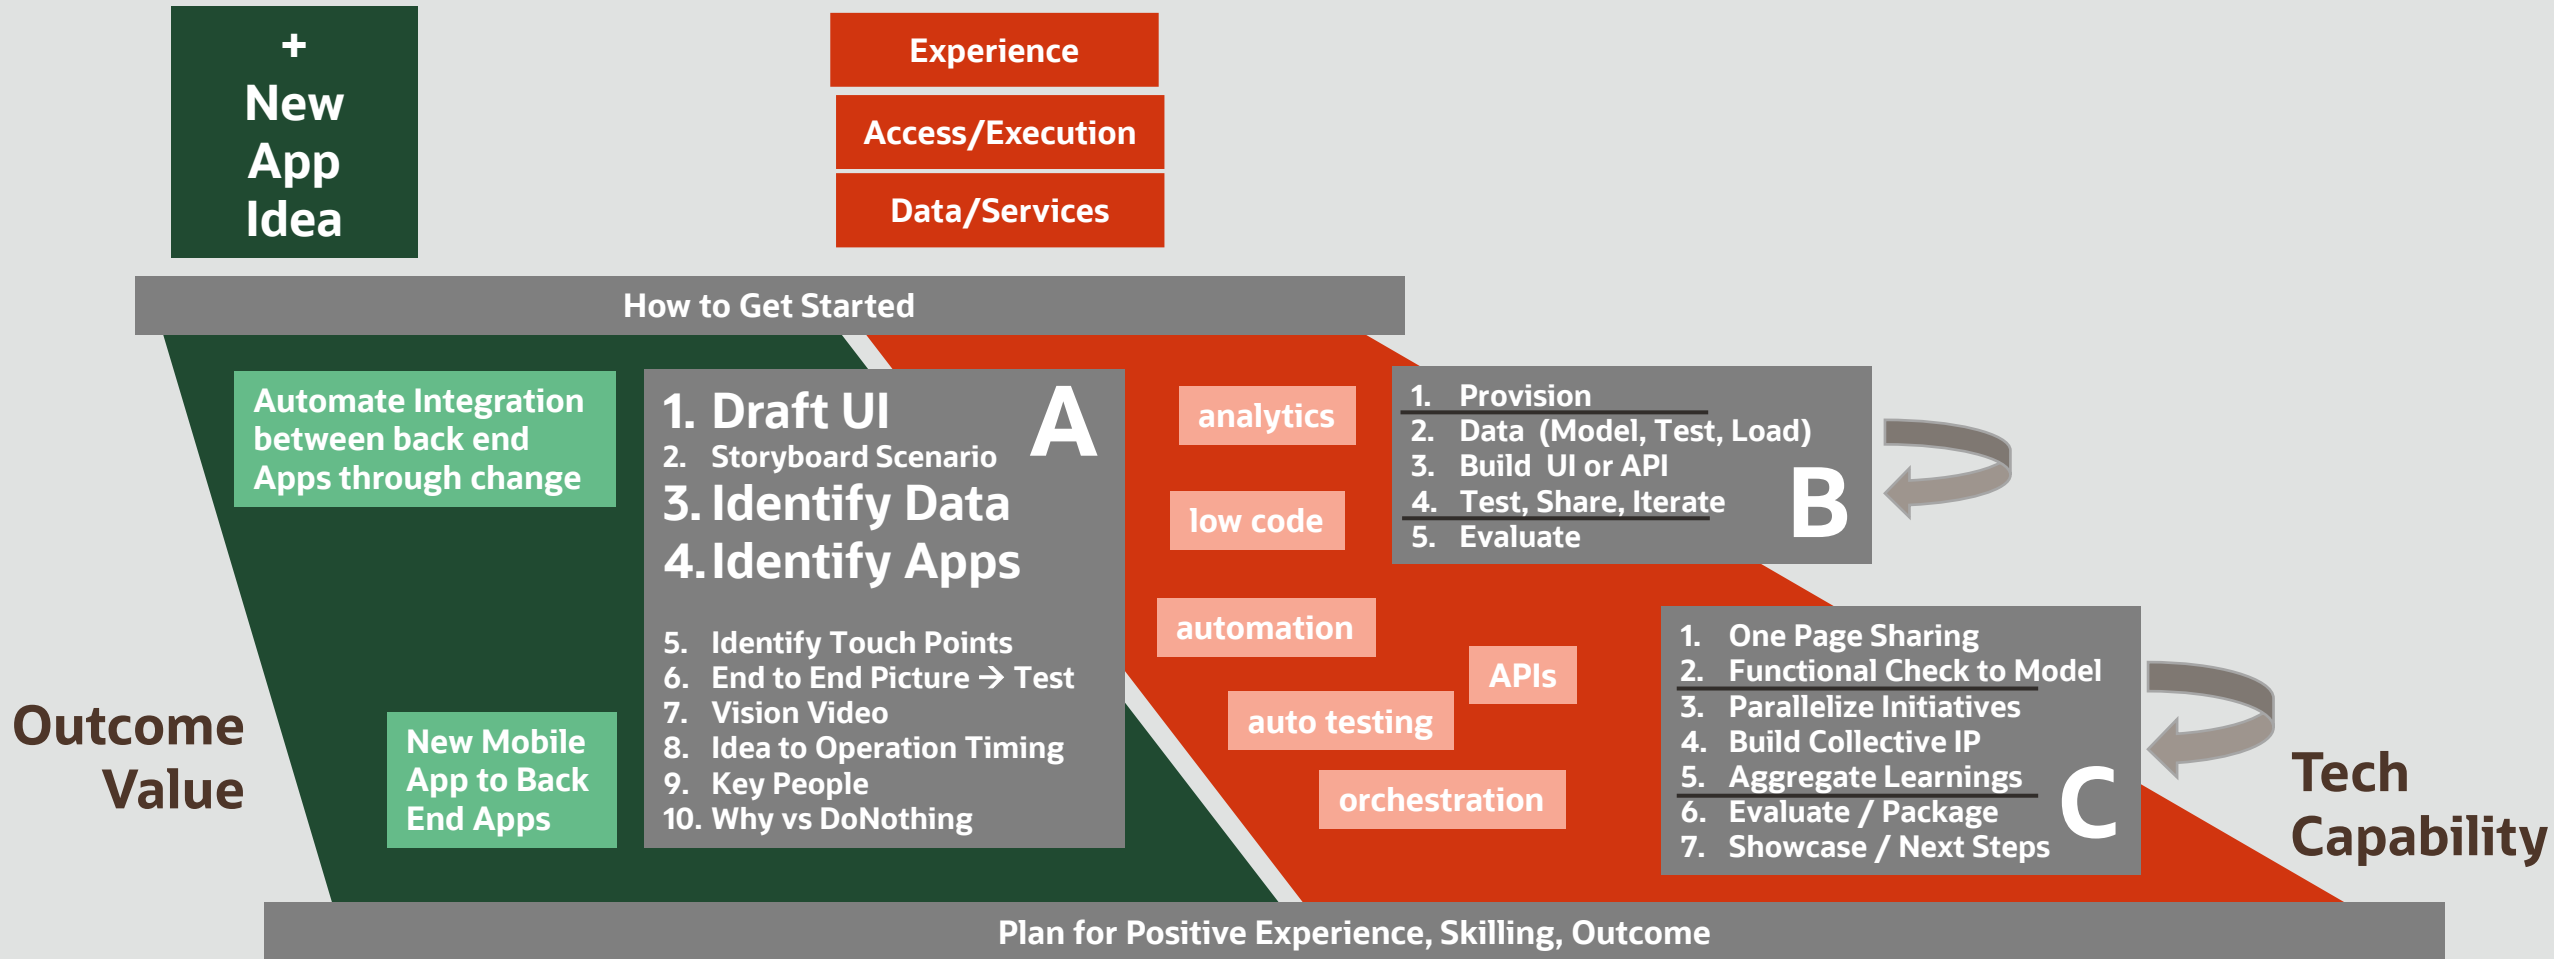 +
New
App
Idea
Experience
Access/Execution
Data/Services
How to Get Started
Automate Integration
between back end
Apps through change
New Mobile
App to Back
End Apps
Outcome
Value
A
1. Draft UI
2. Storyboard Scenario
3. Identify Data
4. Identify Apps
5. Identify Touch Points
6. End to End Picture → Test
7. Vision Video
8. Idea to Operation Timing
9. Key People
10. Why vs DoNothing
analytics
low code
automation
APIs
auto testing
orchestration
1. Provision
2. Data (Model, Test, Load)
3. Build UI or API
4. Test, Share, Iterate
5. Evaluate
B
1. One Page Sharing
2. Functional Check to Model
3. Parallelize Initiatives
4. Build Collective IP
5. Aggregate Learnings
6. Evaluate / Package
7. Showcase / Next Steps
C
Tech
Capability
Plan for Positive Experience, Skilling, Outcome